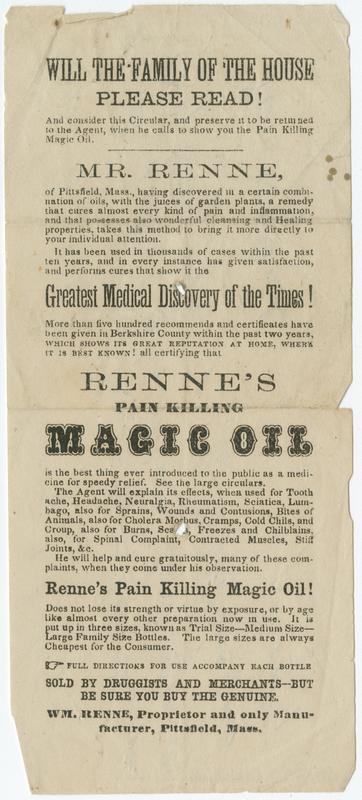 WILL THE FAMILY OF THE HOUSE
PLEASE READ!
And consider this Circular, and preserve it to be returned
to the Agent, when he calls to show you the Pain Killing
Magic Oil.
MR. RENNE,
of Pittsfield, Mass., having discovered in a certain combi-
nation of oils, with the juices of garden plants, a remedy
that cures almost every kind of pain and inflammation,
and that possesses also wonderful cleansing and Healing
properties, takes this method to bring it more directly to
your individual attention.
It has been used in thousands of cases within the past
ten years, and in every instance has given satisfaction,
and performs cures that show it the
Greatest Medical Discovery of the Times!
More than five hundred recommends and certificates have
been given in Berkshire County within the past two years,
WHICH SHOWS ITS GREAT REPUTATION AT HOME, WHERE
IT IS BEST KNOWN! all certifying that
RENNE'S
PAIN KILLING
MAGIC OIL
is the best thing ever introduced to the public as a medi-
cine for speedy relief. See the large circulars.
The Agent will explain its effects, when used for Tooth
ache, Headache, Neuralgia, Rheumatism, Sciatica, Lum-
bago, also for Sprains, Wounds and Contusions, Bites of
Animals, also for Cholera Morbus, Cramps, Cold Chils, and
Croup, also for Burns, Freezes and Chilblains,
also, for Spinal Complaint, Contracted Muscles, Stiff
Joints, &c.
He will help and cure gratuitously, many of these com-
plaints, when they come under his observation.
Renne's Pain Killing Magic Oil!
Does not lose its strength or virtue by exposure, or by age
like almost every other preparation now in use. It is
put up in three sizes, known as Trial Size—Medium Size—
Large Family Size Bottles. The large sizes are always
Cheapest for the Consumer.
☞ FULL DIRECTIONS FOR USE ACCOMPANY EACH BOTTLE
SOLD BY DRUGGISTS AND MERCHANTS—BUT
BE SURE YOU BUY THE GENUINE.
WM. RENNE, Proprietor and only Manu-
facturer, Pittsfield, Mass.